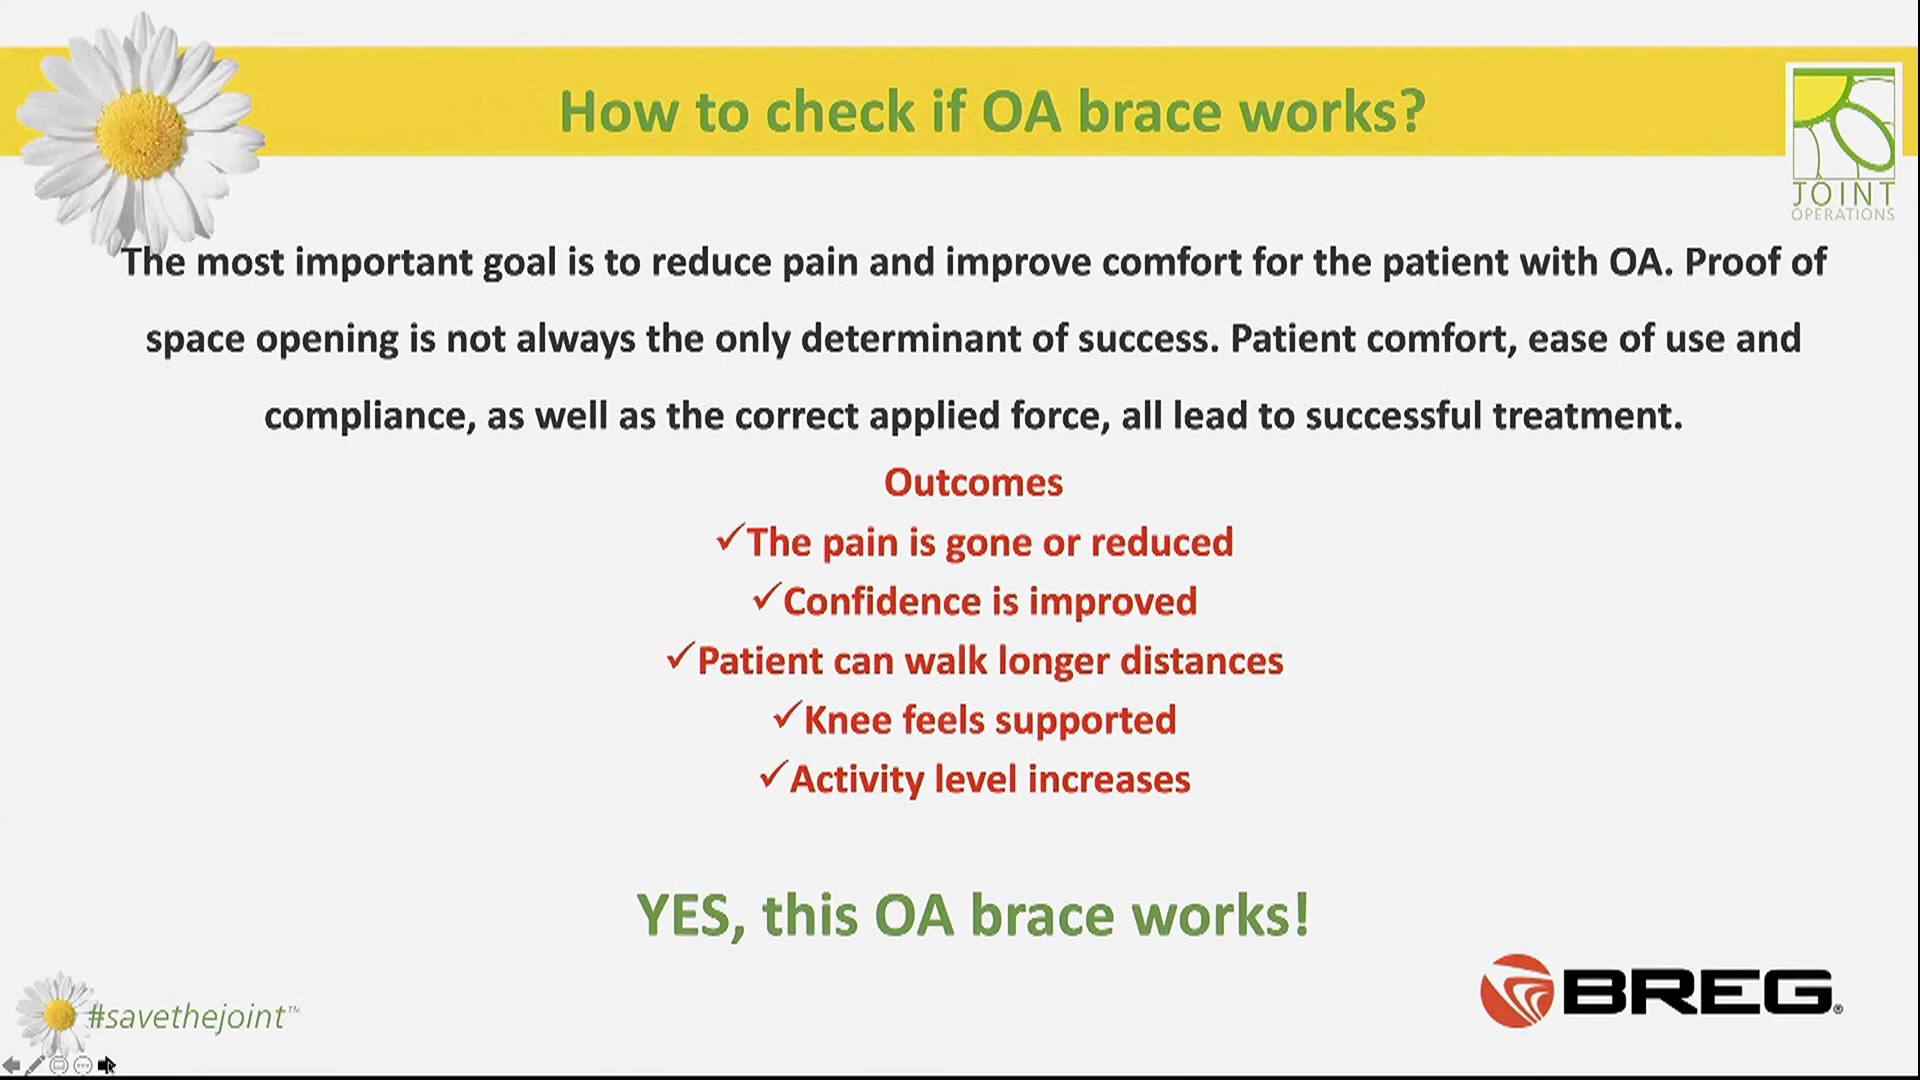 How to check if OA brace works?
JOINT
OPERATIONS
The most important goal is to reduce pain and improve comfort for the patient with OA. Proof of
space opening is not always the only determinant of success. Patient comfort, ease of use and
compliance, as well as the correct applied force, all lead to successful treatment.
Outcomes
✓The pain is gone or reduced
✓Confidence is improved
✓Patient can walk longer distances
✓Knee feels supported
✓Activity level increases
YES, this OA brace works!
#savethejoint™
BREG®